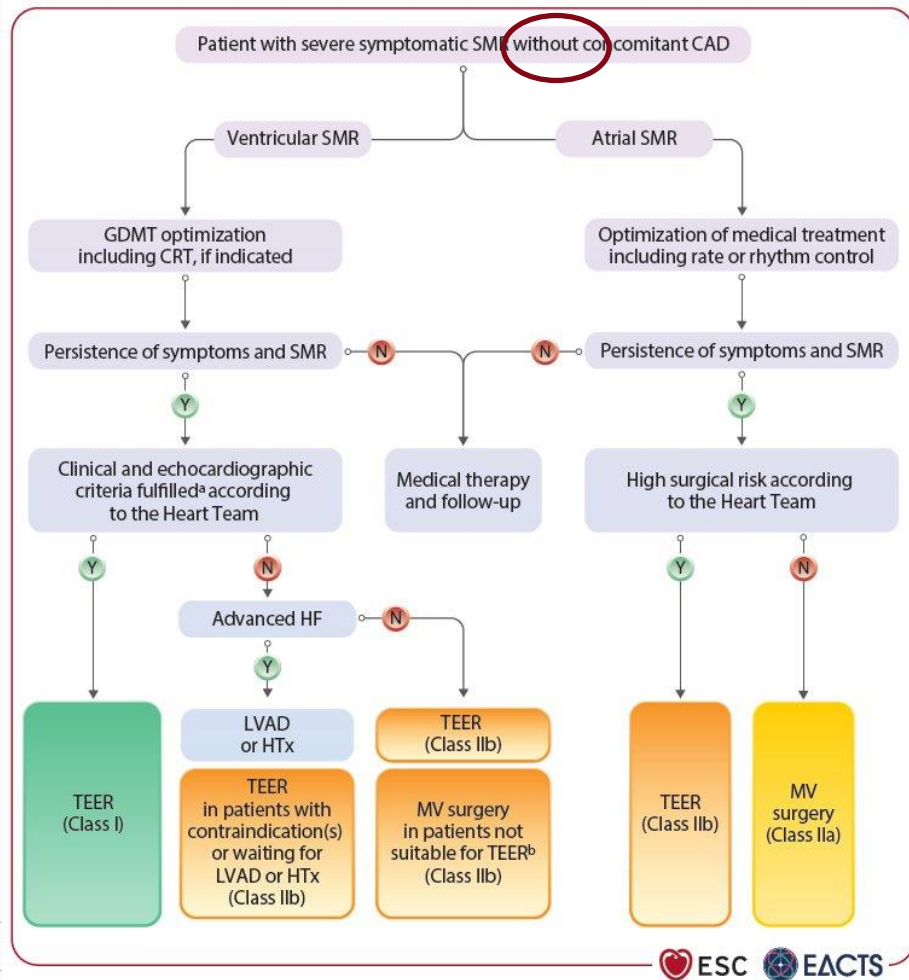 Patient with severe symptomatic SMR without concomitant CAD
Ventricular SMR
Atrial SMR
GDMT optimization
including CRT, if indicated
Optimization of medical treatment
including rate or rhythm control
Persistence of symptoms and SMR
N
N
Persistence of symptoms and SMR
Y
Y
Clinical and echocardiographic
criteria fulfilledᵃ according
to the Heart Team
Medical therapy
and follow-up
High surgical risk according
to the Heart Team
Y
N
Y
N
Advanced HF
N
Y
TEER
(Class I)
LVAD
or HTx
TEER
in patients with
contraindication(s)
or waiting for
LVAD or HTx
(Class IIb)
TEER
(Class IIb)
MV surgery
in patients not
suitable for TEERᵇ
(Class IIb)
TEER
(Class IIb)
MV
surgery
(Class IIa)
ESC EACTS